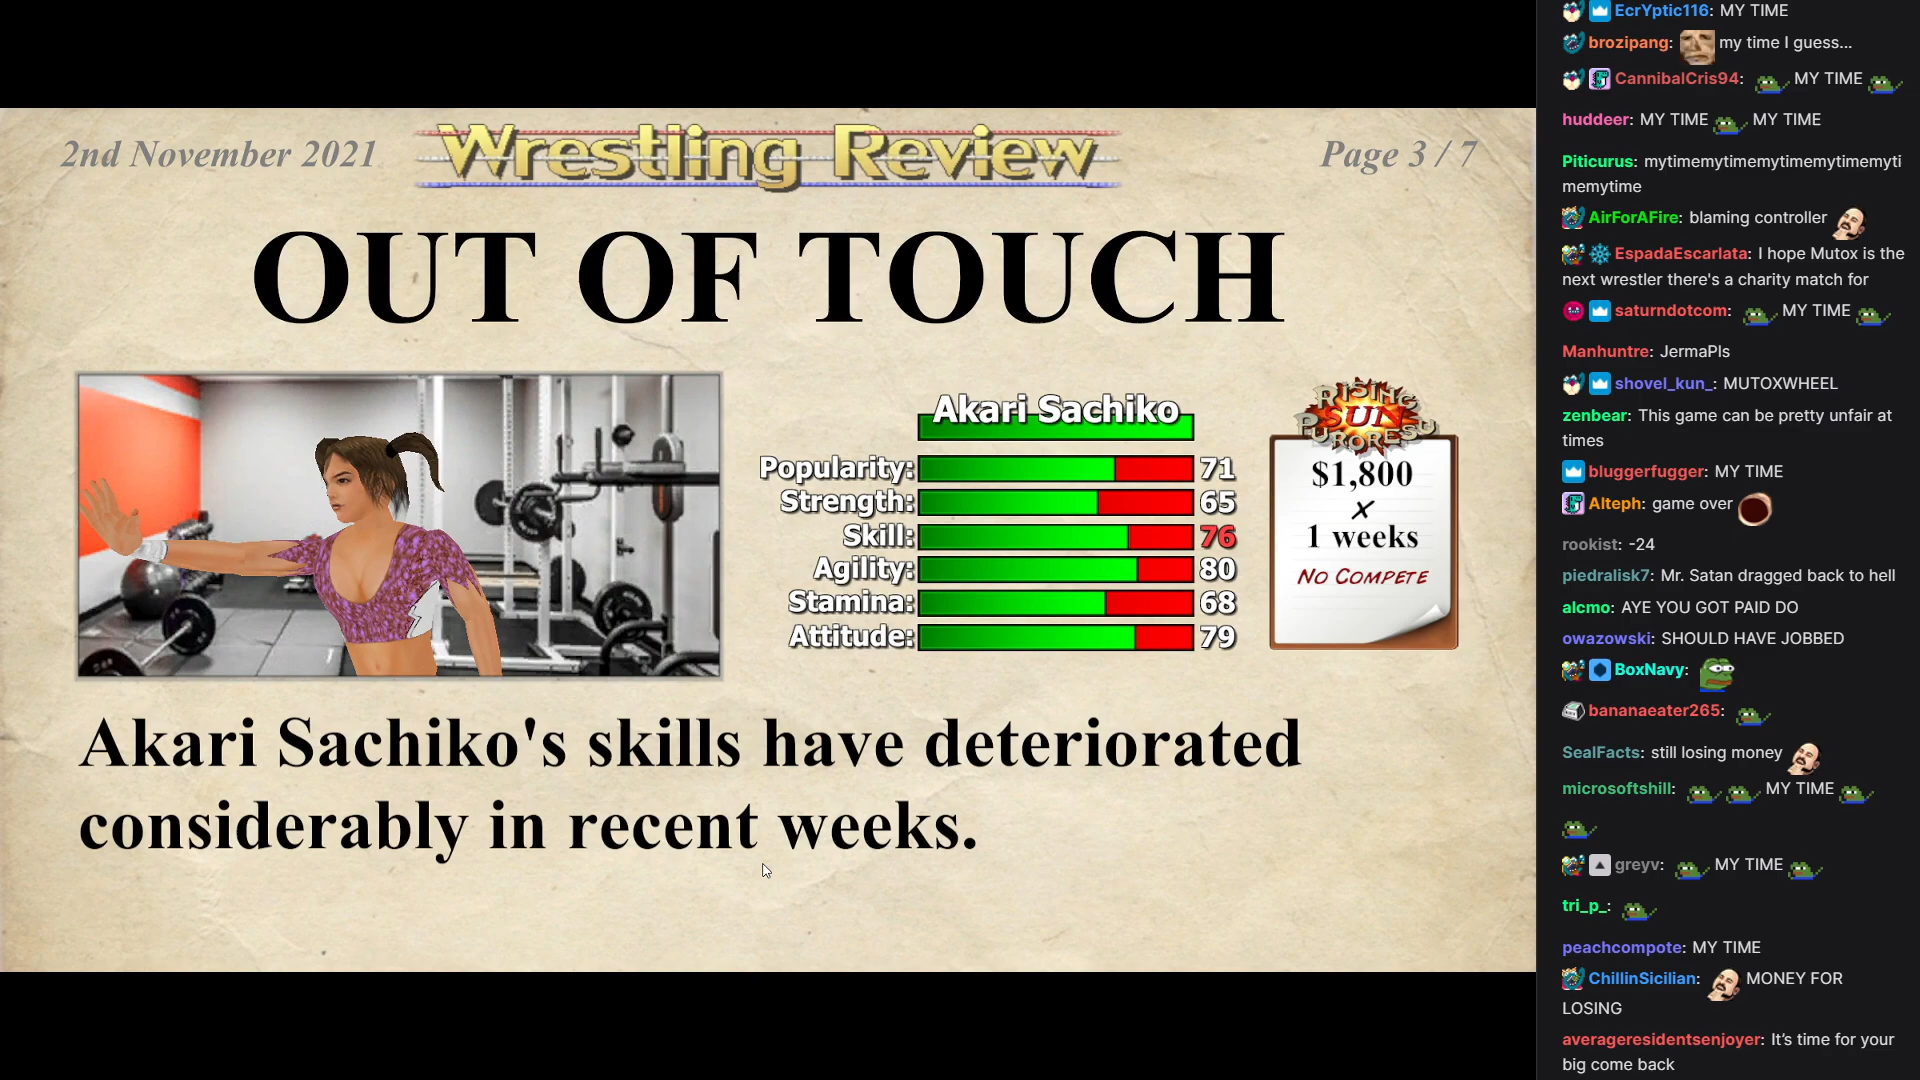 2nd November 2021
Wrestling Review
Page 3 / 7
OUT OF TOUCH
Akari Sachiko
Popularity: 71
Strength: 65
Skill: 76
Agility: 80
Stamina: 68
Attitude: 79
RISING
SUN
PURORESU
$1,800
x
1 weeks
NO COMPETE
Akari Sachiko's skills have deteriorated
considerably in recent weeks.
EcrYptic116: MY TIME
brozipang: my time I guess...
CannibalCris94: MY TIME
huddeer: MY TIME MY TIME
Piticurus: mytimemytimemytimemytimemyti
memytime
AirForAFire: blaming controller
EspadaEscarlata: I hope Mutox is the
next wrestler there's a charity match for
saturndotcom: MY TIME
Manhuntre: JermaPls
shovel_kun_: MUTOXWHEEL
zenbear: This game can be pretty unfair at
times
bluggerfugger: MY TIME
Alteph: game over
rookist: -24
piedralisk7: Mr. Satan dragged back to hell
alcmo: AYE YOU GOT PAID DO
owazowski: SHOULD HAVE JOBBED
BoxNavy:
bananaeater265:
SealFacts: still losing money
microsoftshill: MY TIME
greyv: MY TIME
tri_p_:
peachcompote: MY TIME
ChillinSicilian: MONEY FOR
LOSING
averageresidentsenjoyer: It's time for your
big come back